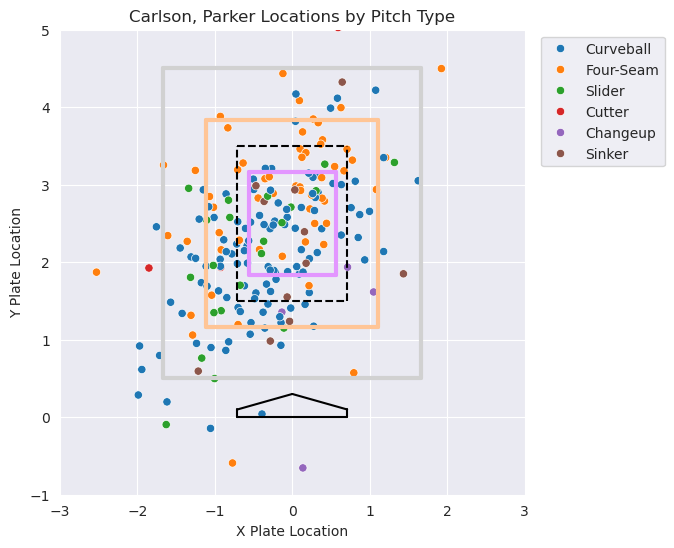 Carlson, Parker Locations by Pitch Type
Y Plate Location
5
4
3
2
1
0
−1
−3
−2
−1
0
1
2
3
X Plate Location
Curveball
Four-Seam
Slider
Cutter
Changeup
Sinker